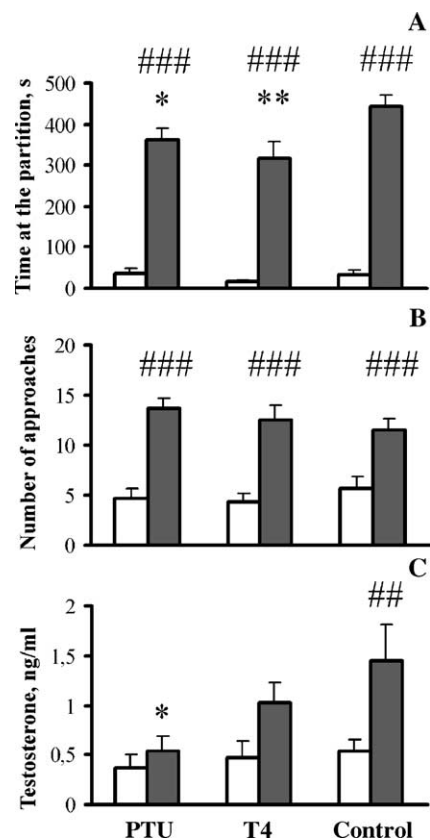 A
### ### ###
* **
Time at the partition, s
500
400
300
200
100
0
B
### ### ###
Number of approaches
20
15
10
5
0
C
##
*
Testosterone, ng/ml
2
1,5
1
0,5
0
PTU T4 Control